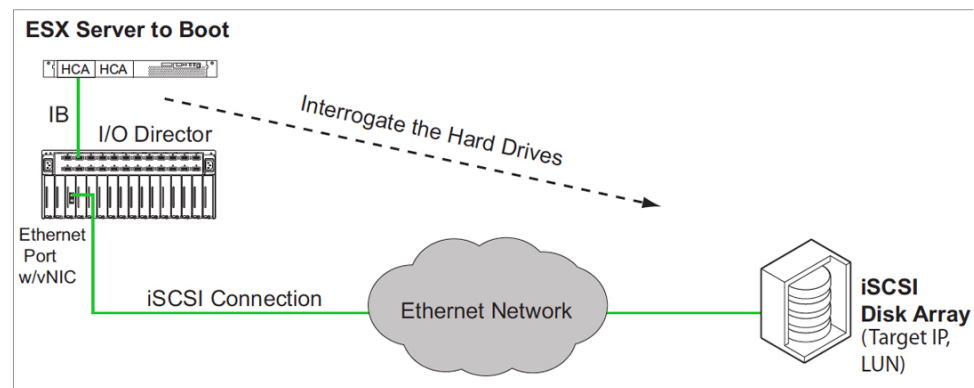 ESX Server to Boot
HCA HCA
IB
I/O Director
Interrogate the Hard Drives
Ethernet
Port
w/vNIC
iSCSI Connection
Ethernet Network
iSCSI
Disk Array
(Target IP,
LUN)